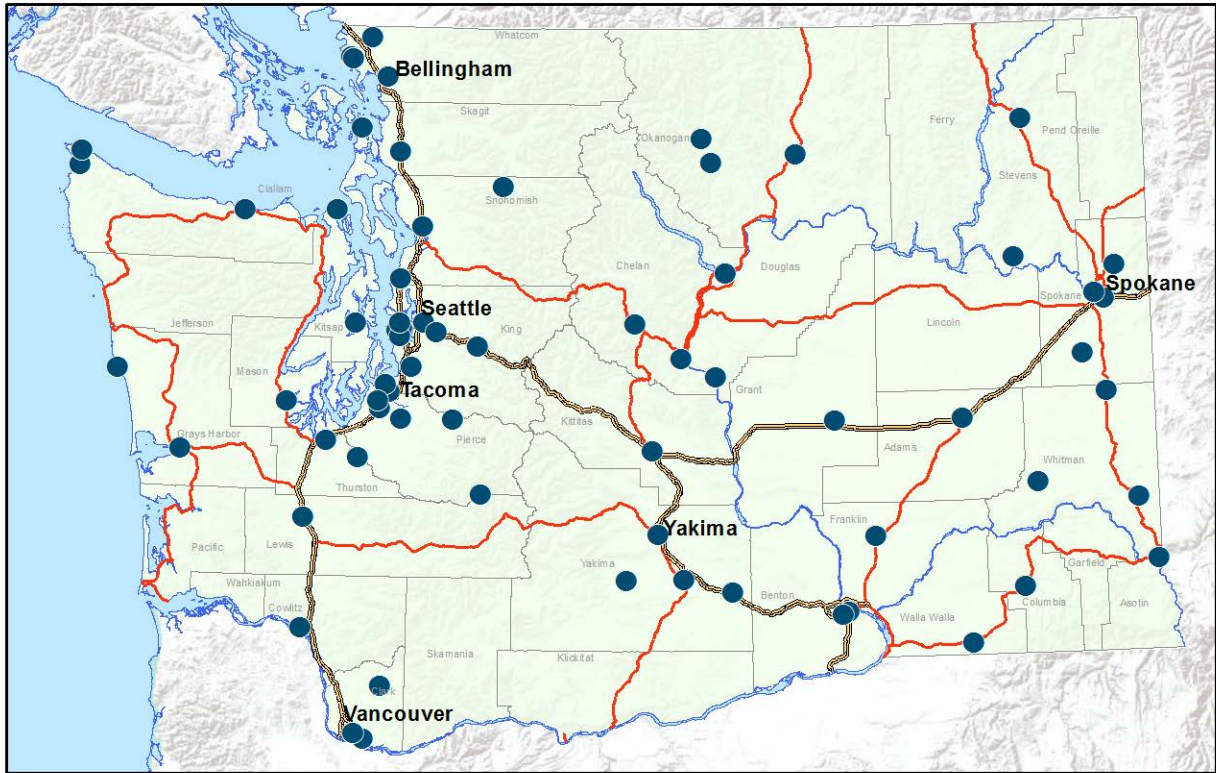 Whatcom
Bellingham
Skagit
Okanogan
Ferry
Pend Oreille
Stevens
Clallam
Snohomish
Chelan
Douglas
Spokane
Spokane
Seattle
Jefferson
Kitsap
King
Lincoln
Mason
Tacoma
Grant
Kittitas
Grays Harbor
Pierce
Adams
Whitman
Thurston
Franklin
Yakima
Pacific
Lewis
Yakima
Garfield
Wahkiakum
Benton
Columbia
Asotin
Cowlitz
Walla Walla
Skamania
Klickitat
Clark
Vancouver